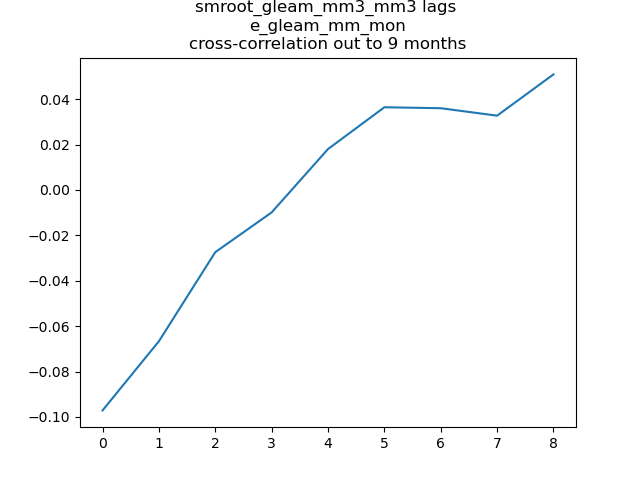 smroot_gleam_mm3_mm3 lags
e_gleam_mm_mon
cross-correlation out to 9 months
0.04
0.02
0.00
−0.02
−0.04
−0.06
−0.08
−0.10
0 1 2 3 4 5 6 7 8